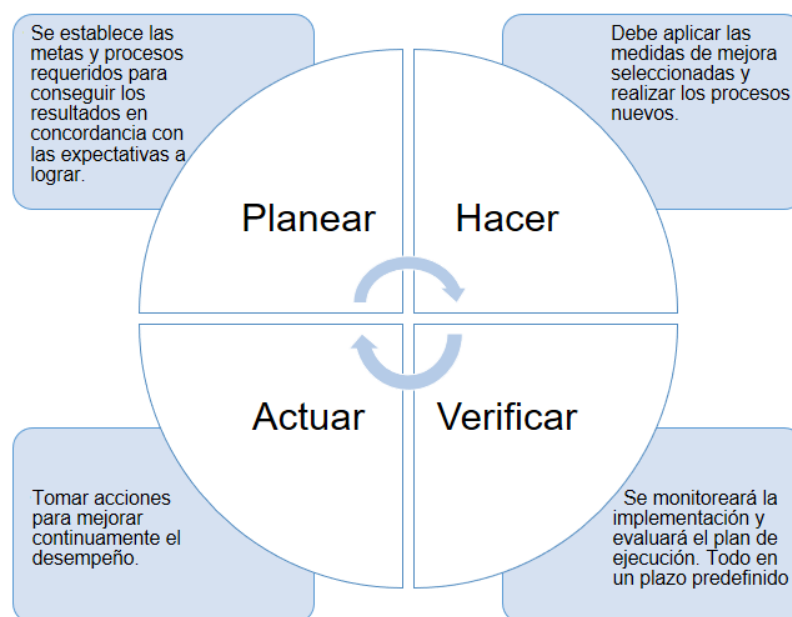 Se establece las
metas y procesos
requeridos para
conseguir los
resultados en
concordancia con
las expectativas a
lograr.
Debe aplicar las
medidas de mejora
seleccionadas y
realizar los procesos
nuevos.
Planear
Hacer
Actuar
Verificar
Tomar acciones
para mejorar
continuamente el
desempeño.
Se monitoreará la
implementación y
evaluará el plan de
ejecución. Todo en
un plazo predefinido